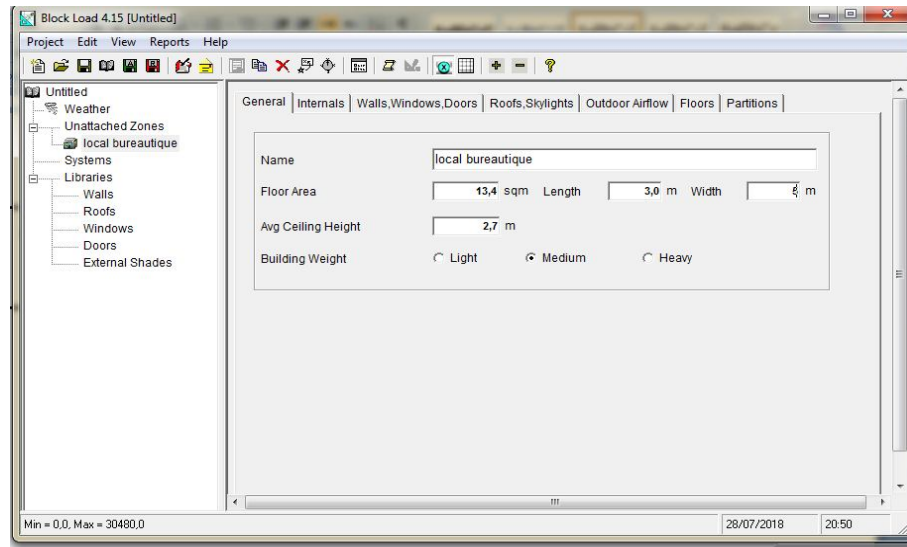 Block Load 4.15 [Untitled]
Project Edit View Reports Help
Untitled
Weather
Unattached Zones
local bureautique
Systems
Libraries
Walls
Roofs
Windows
Doors
External Shades
General Internals Walls,Windows,Doors Roofs,Skylights Outdoor Airflow Floors Partitions
Name local bureautique
Floor Area 13,4 sqm Length 3,0 m Width m
Avg Ceiling Height 2,7 m
Building Weight Light Medium Heavy
Min = 0,0, Max = 30480,0 28/07/2018 20:50